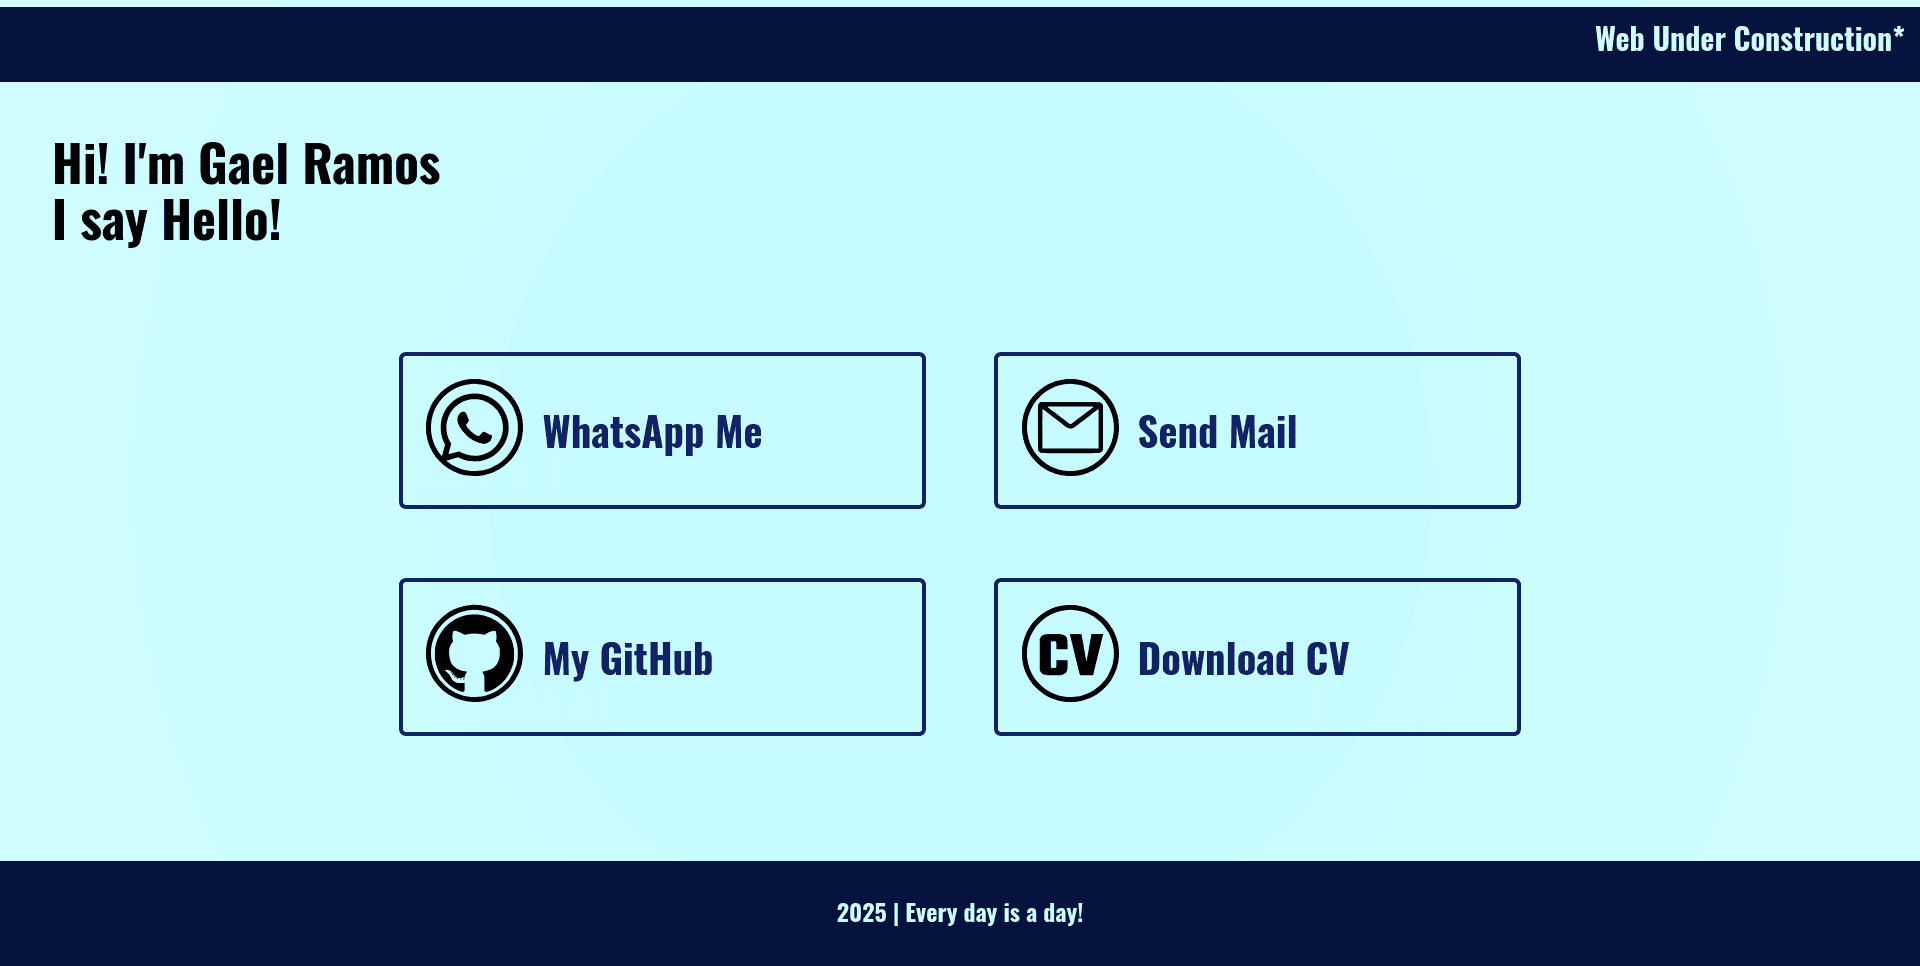 Web Under Construction*
Hi! I'm Gael Ramos
I say Hello!
WhatsApp Me
Send Mail
My GitHub
CV Download CV
2025 | Every day is a day!